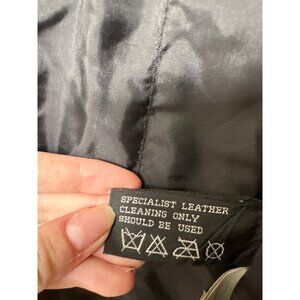 SPECIALIST LEATHER
CLEANING ONLY
SHOULD BE USED